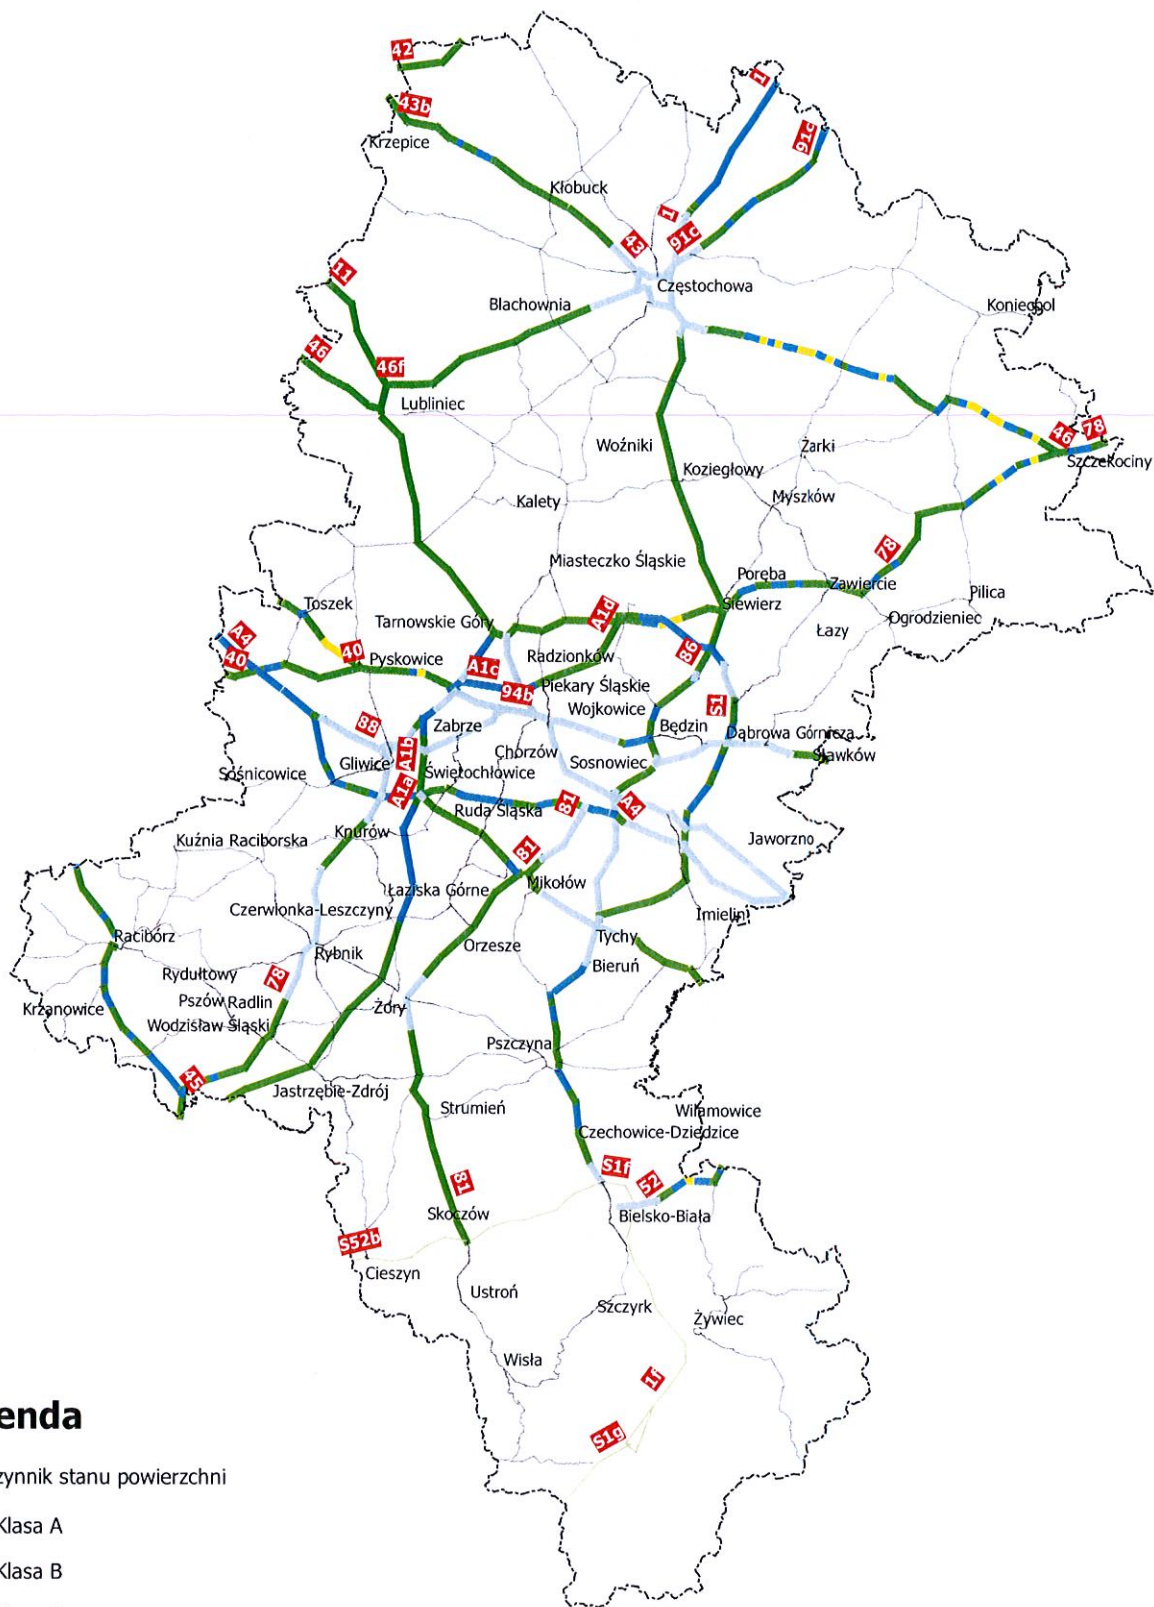 42
1
43b
91c
Krzepice
Kłobuck
1
43
91c
11
Częstochowa
Blachownia
46
46f
Lubliniec
Woźniki
Żarki
46
78
Szczekociny
Koziegłowy
Kalety
Myszków
78
Miasteczko Śląskie
Poręba
Zawiercie
Pilica
Toszek
A1d
Siewierz
Ogrodzieniec
Tarnowskie Góry
Łazy
A4
40
40
Pyskowice
Radzionków
86
A1c
94b
Piekary Śląskie
Wojkowice
S1
88
Zabrze
Będzin
Dąbrowa Górnicza
A1b
Chorzów
Sławków
Gliwice
Sosnowiec
Sośnicowice
Świętochłowice
A1a
81
A4
Ruda Śląska
Knurów
Kuźnia Raciborska
Jaworzno
81
Łaziska Górne
Mikołów
Czerwionka-Leszczyny
Imielin
Racibórz
Tychy
Rybnik
Orzesze
Rydułtowy
78
Bieruń
Pszów
Radlin
Krzanowice
Żory
Wodzisław Śląski
Pszczyna
45
Jastrzębie-Zdrój
Strumień
Wilamowice
Czechowice-Dziedzice
S1f
52
81
Skoczów
Bielsko-Biała
S52b
Cieszyn
Ustroń
Szczyrk
Żywiec
Wisła
1f
S1g
enda
zynnik stanu powierzchni
Klasa A
Klasa B